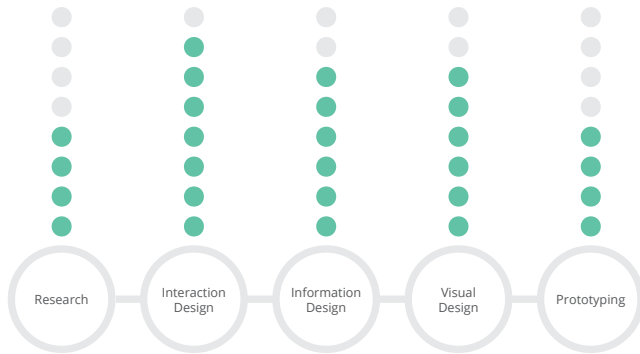 Research
Interaction
Design
Information
Design
Visual
Design
Prototyping